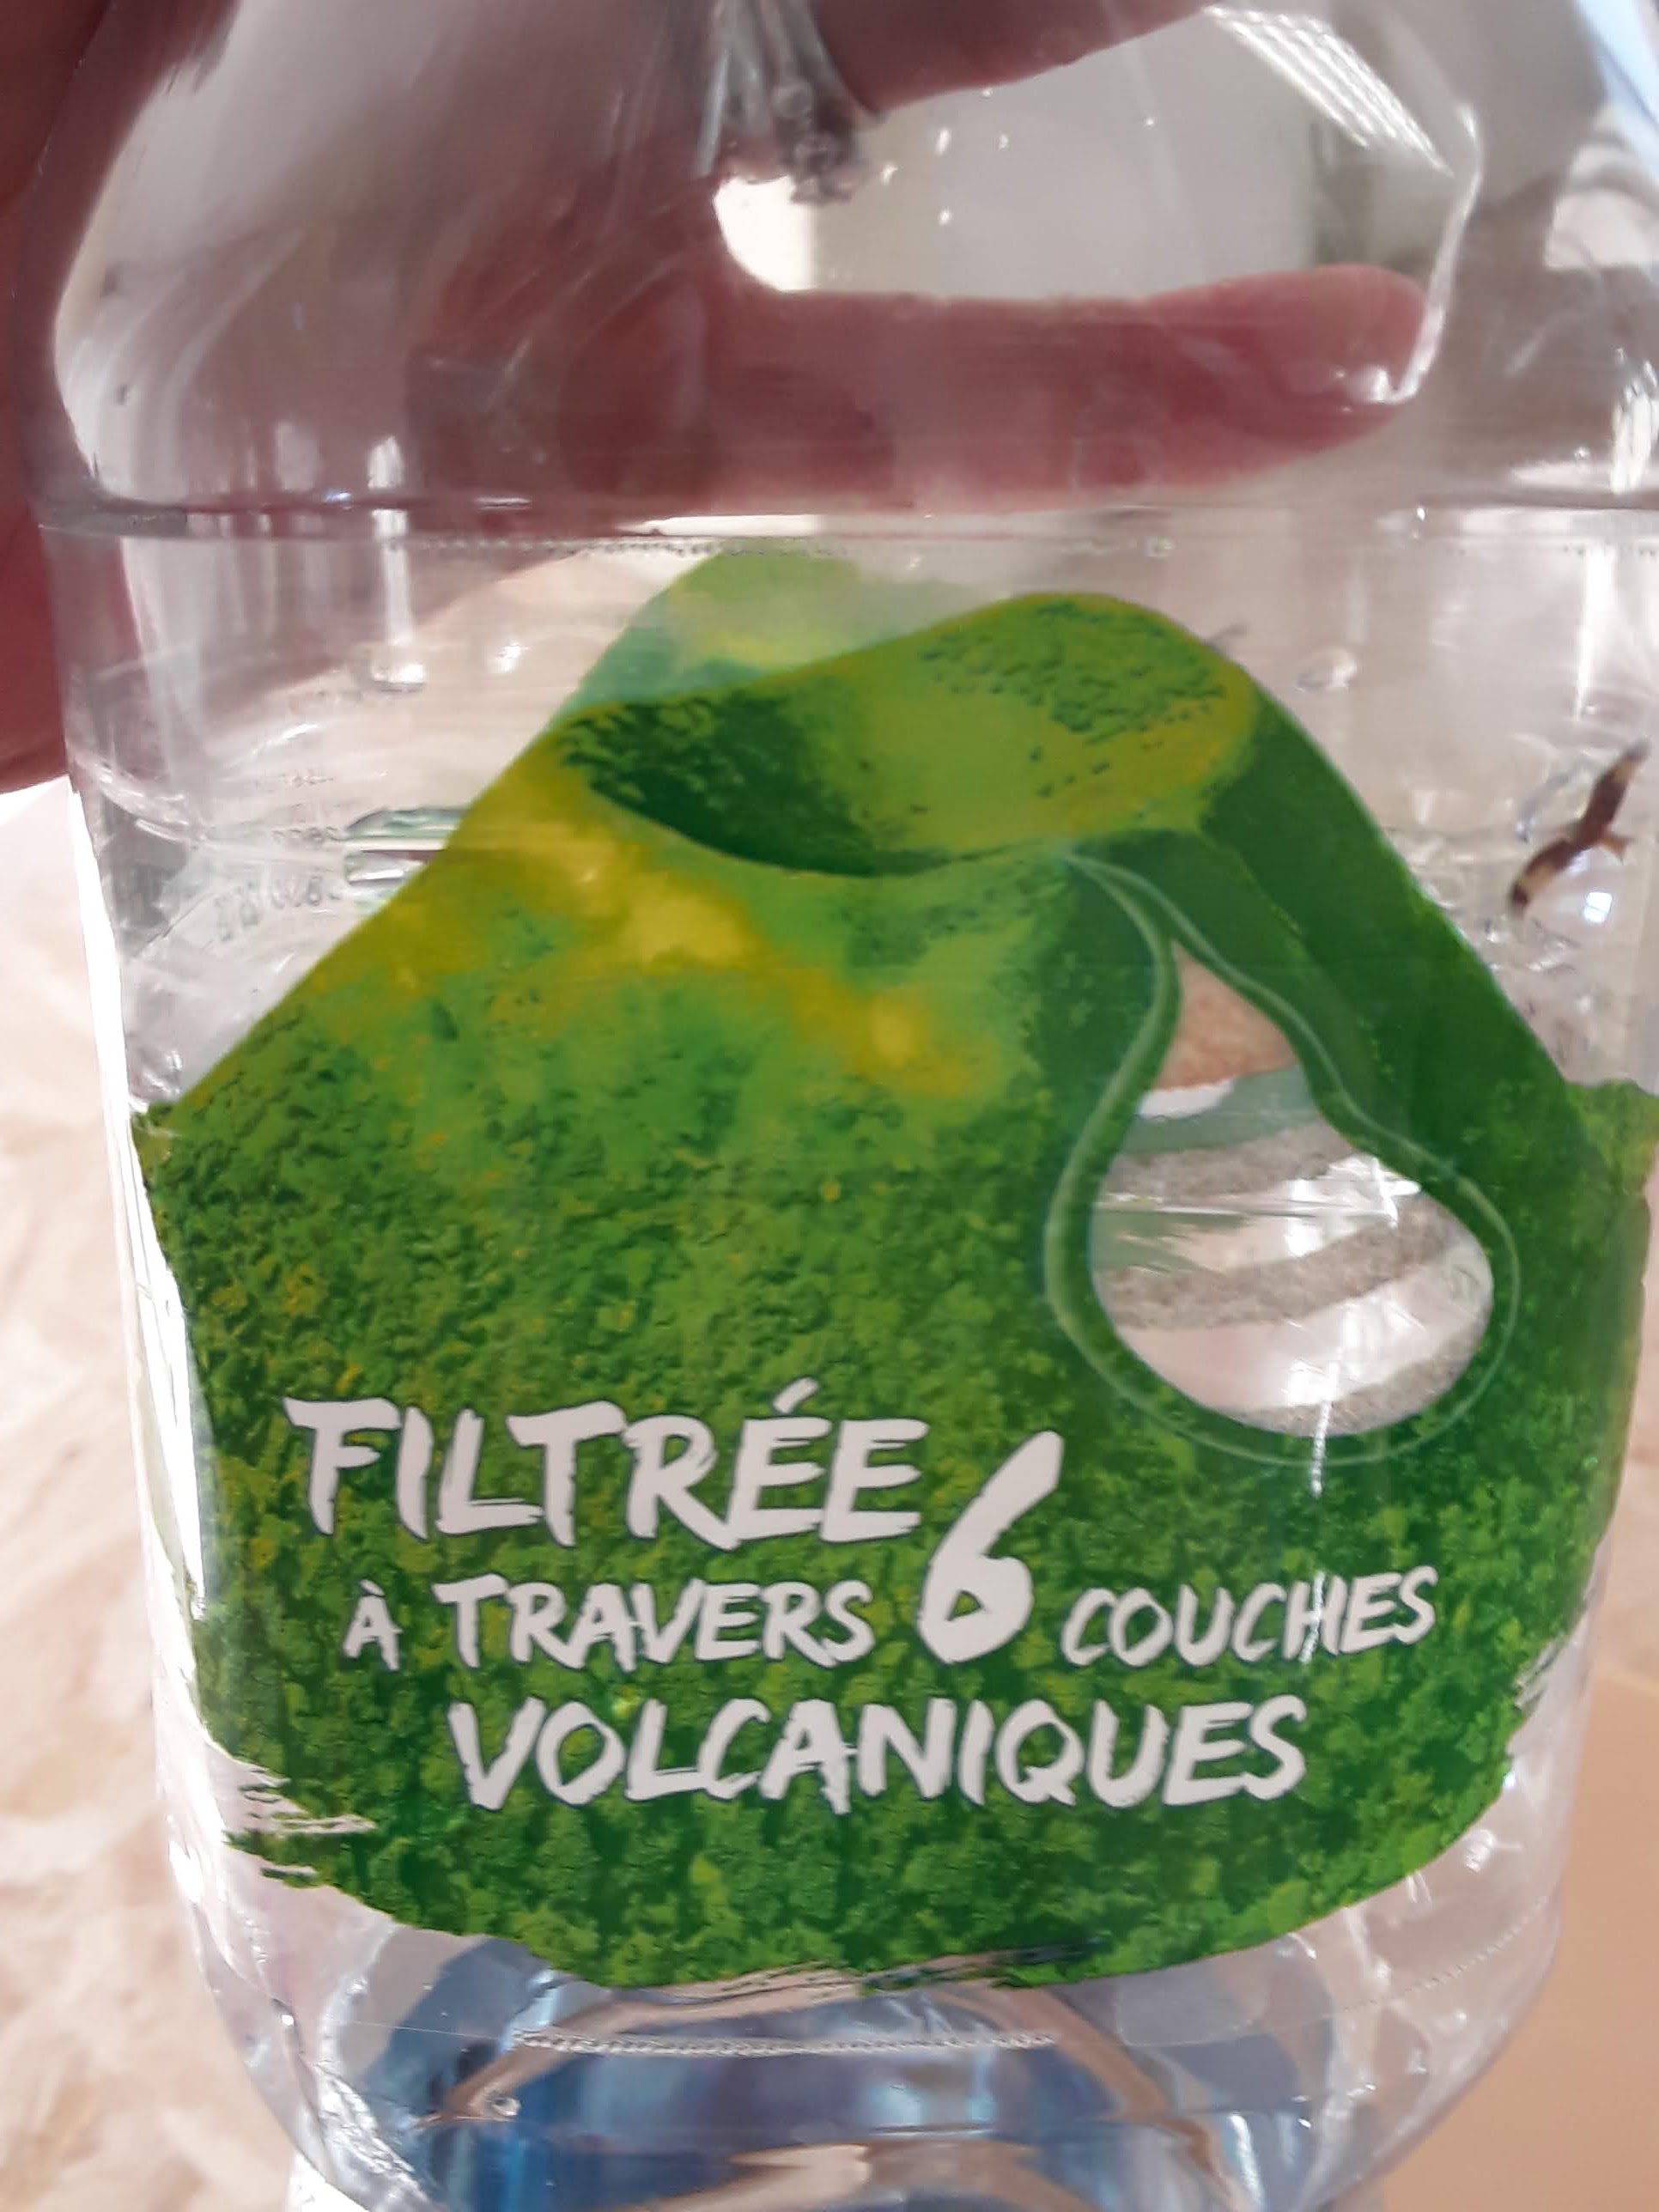 FILTRÉE
À TRAVERS 6 COUCHES
VOLCANIQUES